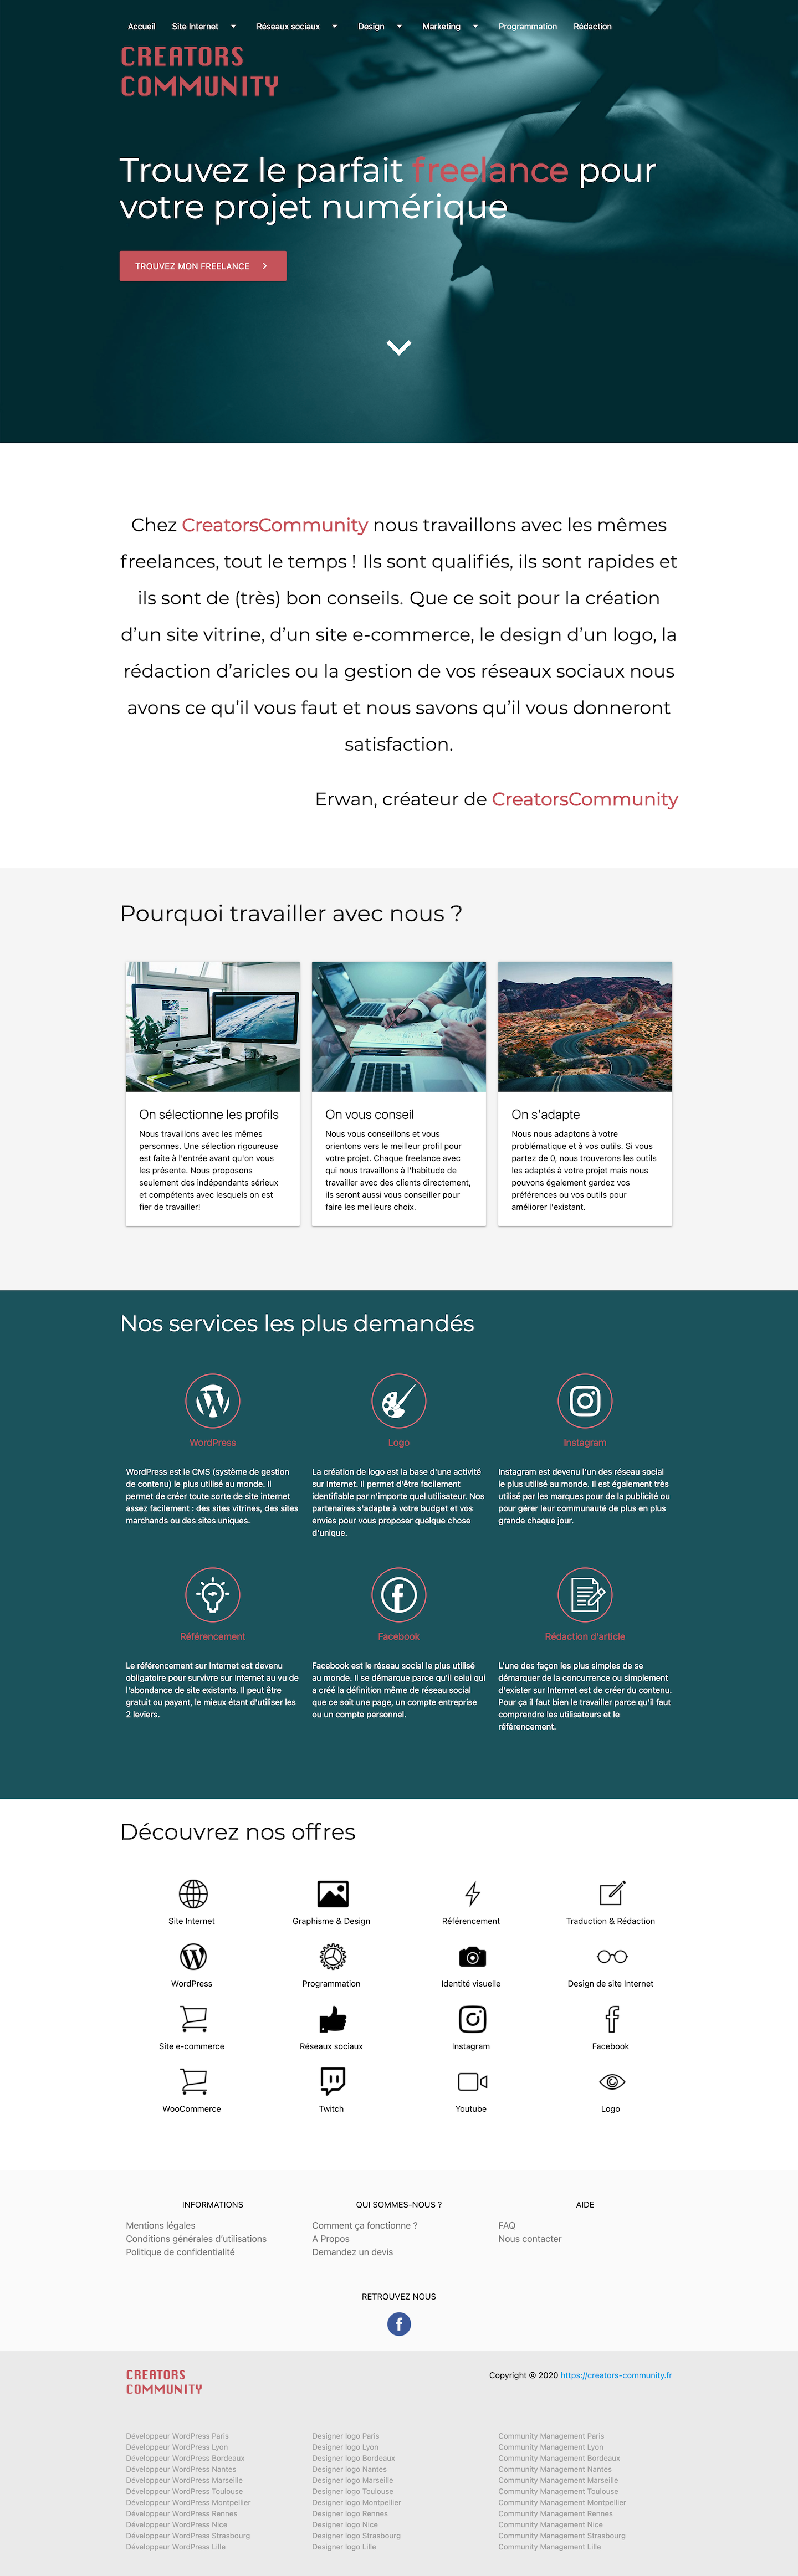 Accueil Site Internet Réseaux sociaux Design Marketing Programmation Rédaction
CREATORS
COMMUNITY
Trouvez le parfait freelance pour
votre projet numérique
TROUVEZ MON FREELANCE
Chez CreatorsCommunity nous travaillons avec les mêmes
freelances, tout le temps ! Ils sont qualifiés, ils sont rapides et
ils sont de (très) bon conseils. Que ce soit pour la création
d’un site vitrine, d’un site e-commerce, le design d’un logo, la
rédaction d’aricles ou la gestion de vos réseaux sociaux nous
avons ce qu’il vous faut et nous savons qu’il vous donneront
satisfaction.
Erwan, créateur de CreatorsCommunity
Pourquoi travailler avec nous ?
On sélectionne les profils
Nous travaillons avec les mêmes
personnes. Une sélection rigoureuse
est faite à l'entrée avant qu'on vous
les présente. Nous proposons
seulement des indépendants sérieux
et compétents avec lesquels on est
fier de travailler!
On vous conseil
Nous vous conseillons et vous
orientons vers le meilleur profil pour
votre projet. Chaque freelance avec
qui nous travaillons à l'habitude de
travailler avec des clients directement,
ils seront aussi vous conseiller pour
faire les meilleurs choix.
On s'adapte
Nous nous adaptons à votre
problématique et à vos outils. Si vous
partez de 0, nous trouverons les outils
les adaptés à votre projet mais nous
pouvons également gardez vos
préférences ou vos outils pour
améliorer l'existant.
Nos services les plus demandés
WordPress
WordPress est le CMS (système de gestion
de contenu) le plus utilisé au monde. Il
permet de créer toute sorte de site internet
assez facilement : des sites vitrines, des sites
marchands ou des sites uniques.
Logo
La création de logo est la base d'une activité
sur Internet. Il permet d'être facilement
identifiable par n'importe quel utilisateur. Nos
partenaires s'adapte à votre budget et vos
envies pour vous proposer quelque chose
d'unique.
Instagram
Instagram est devenu l'un des réseau social
le plus utilisé au monde. Il est également très
utilisé par les marques pour de la publicité ou
pour gérer leur communauté de plus en plus
grande chaque jour.
Référencement
Le référencement sur Internet est devenu
obligatoire pour survivre sur Internet au vu de
l'abondance de site existants. Il peut être
gratuit ou payant, le mieux étant d'utiliser les
2 leviers.
Facebook
Facebook est le réseau social le plus utilisé
au monde. Il se démarque parce qu'il celui qui
a créé la définition même de réseau social
que ce soit une page, un compte entreprise
ou un compte personnel.
Rédaction d'article
L'une des façon les plus simples de se
démarquer de la concurrence ou simplement
d'exister sur Internet est de créer du contenu.
Pour ça il faut bien le travailler parce qu'il faut
comprendre les utilisateurs et le
référencement.
Découvrez nos offres
Site Internet Graphisme & Design Référencement Traduction & Rédaction
WordPress Programmation Identité visuelle Design de site Internet
Site e-commerce Réseaux sociaux Instagram Facebook
WooCommerce Twitch Youtube Logo
INFORMATIONS
Mentions légales
Conditions générales d'utilisations
Politique de confidentialité
QUI SOMMES-NOUS ?
Comment ça fonctionne ?
A Propos
Demandez un devis
AIDE
FAQ
Nous contacter
RETROUVEZ NOUS
CREATORS
COMMUNITY
Copyright © 2020 https://creators-community.fr
Développeur WordPress Paris
Développeur WordPress Lyon
Développeur WordPress Bordeaux
Développeur WordPress Nantes
Développeur WordPress Marseille
Développeur WordPress Toulouse
Développeur WordPress Montpellier
Développeur WordPress Rennes
Développeur WordPress Nice
Développeur WordPress Strasbourg
Développeur WordPress Lille
Designer logo Paris
Designer logo Lyon
Designer logo Bordeaux
Designer logo Nantes
Designer logo Marseille
Designer logo Toulouse
Designer logo Montpellier
Designer logo Rennes
Designer logo Nice
Designer logo Strasbourg
Designer logo Lille
Community Management Paris
Community Management Lyon
Community Management Bordeaux
Community Management Nantes
Community Management Marseille
Community Management Toulouse
Community Management Montpellier
Community Management Rennes
Community Management Nice
Community Management Strasbourg
Community Management Lille